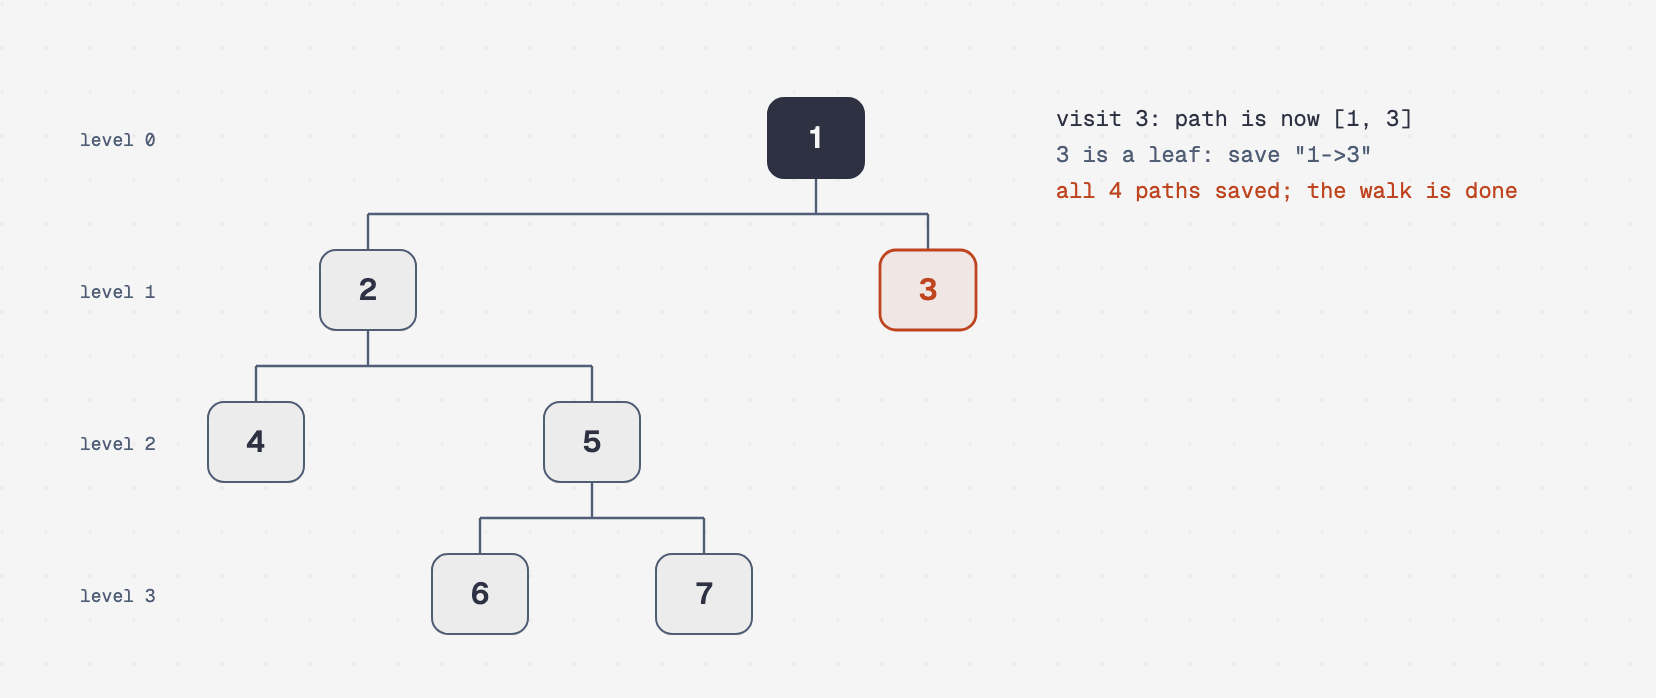 level 0
1
visit 3: path is now [1, 3]
3 is a leaf: save "1->3"
all 4 paths saved; the walk is done
level 1
2
3
level 2
4
5
level 3
6
7